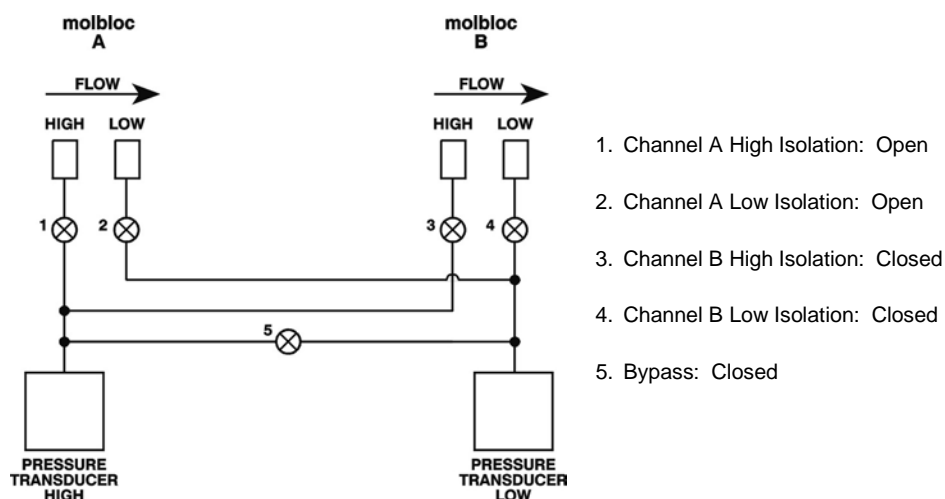 molbloc
A
FLOW
HIGH LOW
molbloc
B
FLOW
HIGH LOW
1
2
3
4
5
PRESSURE
TRANSDUCER
HIGH
PRESSURE
TRANSDUCER
LOW
1. Channel A High Isolation: Open
2. Channel A Low Isolation: Open
3. Channel B High Isolation: Closed
4. Channel B Low Isolation: Closed
5. Bypass: Closed